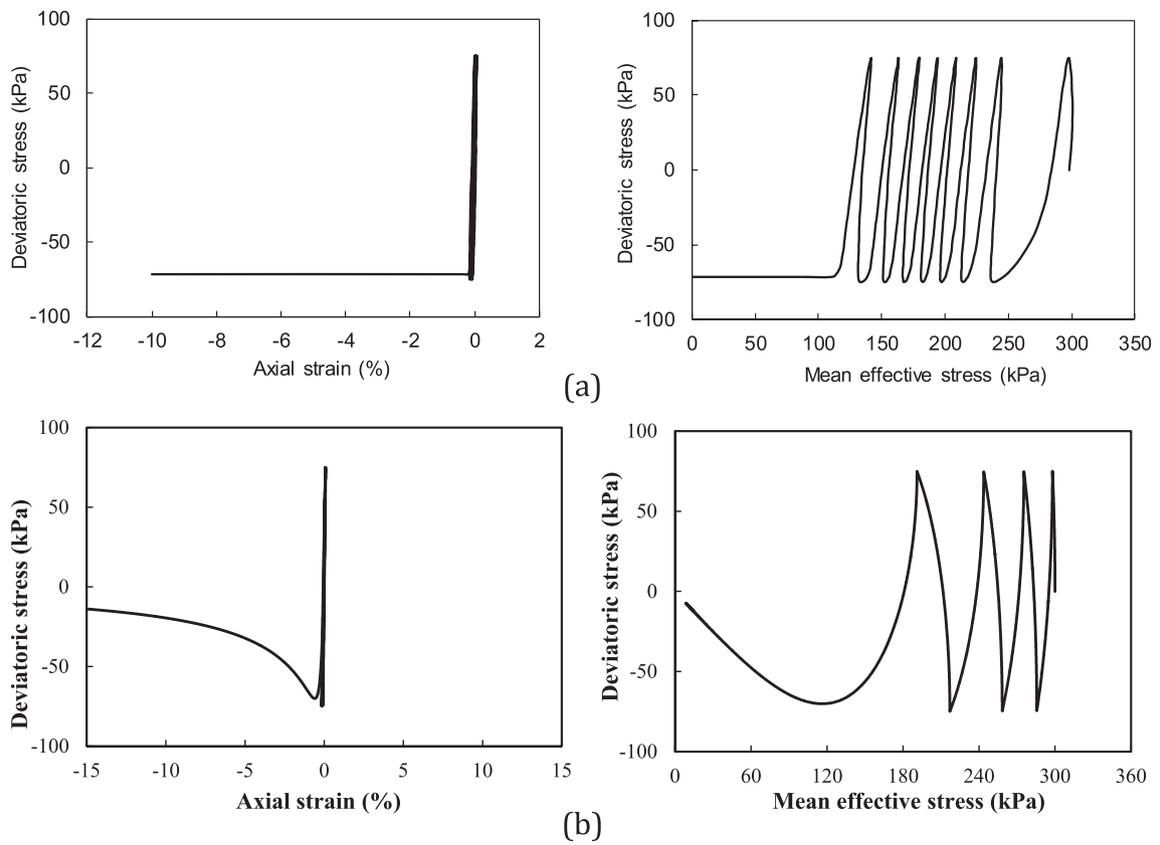 100
50
0
-50
-100
Deviatoric stress (kPa)
-12 -10 -8 -6 -4 -2 0 2
Axial strain (%)
100
50
0
-50
-100
Deviatoric stress (kPa)
0 50 100 150 200 250 300 350
Mean effective stress (kPa)
(a)
100
50
0
-50
-100
Deviatoric stress (kPa)
-15 -10 -5 0 5 10 15
Axial strain (%)
100
50
0
-50
-100
Deviatoric stress (kPa)
0 60 120 180 240 300 360
Mean effective stress (kPa)
(b)